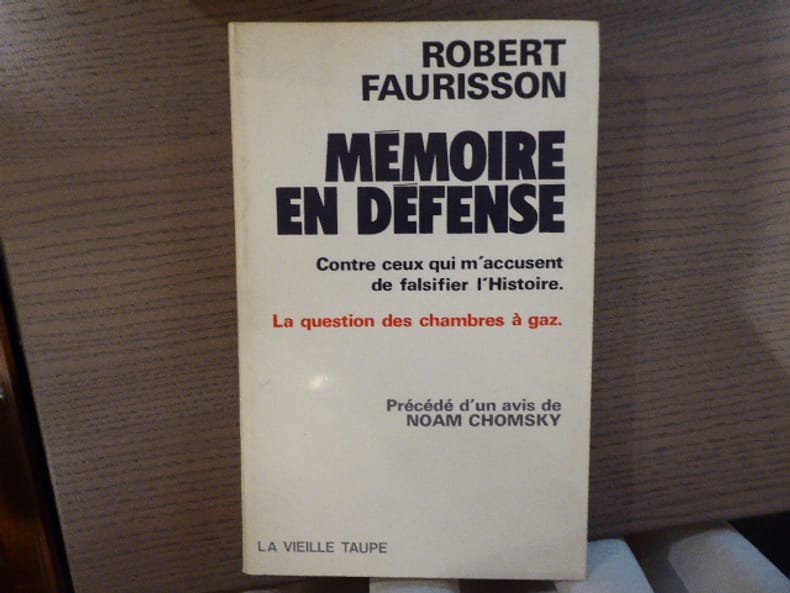 ROBERT
FAURISSON
MÉMOIRE
EN DÉFENSE
Contre ceux qui m'accusent
de falsifier l'Histoire.
La question des chambres à gaz.
Précédé d'un avis de
NOAM CHOMSKY
LA VIEILLE TAUPE